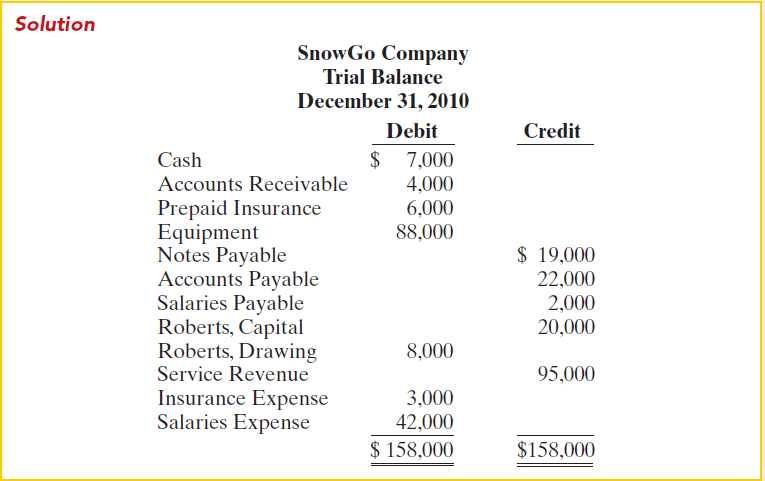 Solution
SnowGo Company
Trial Balance
December 31, 2010
Debit Credit
Cash $ 7,000
Accounts Receivable 4,000
Prepaid Insurance 6,000
Equipment 88,000
Notes Payable $ 19,000
Accounts Payable 22,000
Salaries Payable 2,000
Roberts, Capital 20,000
Roberts, Drawing 8,000
Service Revenue 95,000
Insurance Expense 3,000
Salaries Expense 42,000
$ 158,000 $158,000